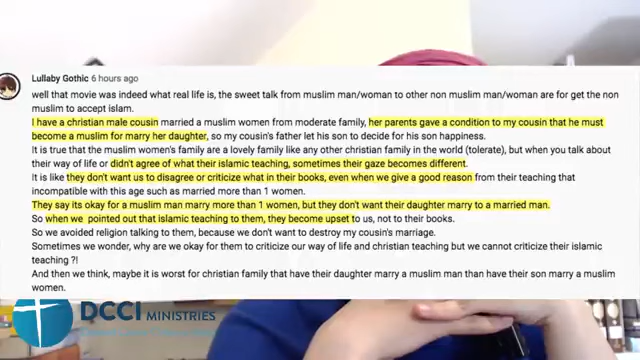 Lullaby Gothic 6 hours ago
well that movie was indeed what real life is, the sweet talk from muslim man/woman to other non muslim man/woman are for get the non
muslim to accept islam.
I have a christian male cousin married a muslim women from moderate family, her parents gave a condition to my cousin that he must
become a muslim for marry her daughter, so my cousin's father let his son to decide for his son happiness.
It is true that the muslim women's family are a lovely family like any other christian family in the world (tolerate), but when you talk about
their way of life or didn't agree of what their islamic teaching, sometimes their gaze becomes different.
It is like they don't want us to disagree or criticize what in their books, even when we give a good reason from their teaching that
incompatible with this age such as married more than 1 women.
They say its okay for a muslim man marry more than 1 women, but they don't want their daughter marry to a married man.
So when we pointed out that islamic teaching to them, they become upset to us, not to their books.
So we avoided religion talking to them, because we don't want to destroy my cousin's marriage.
Sometimes we wonder, why are we okay for them to criticize our way of life and christian teaching but we cannot criticize their islamic
teaching ?!
And then we think, maybe it is worst for christian family that have their daughter marry a muslim man than have their son marry a muslim
women.
DCCI MINISTRIES